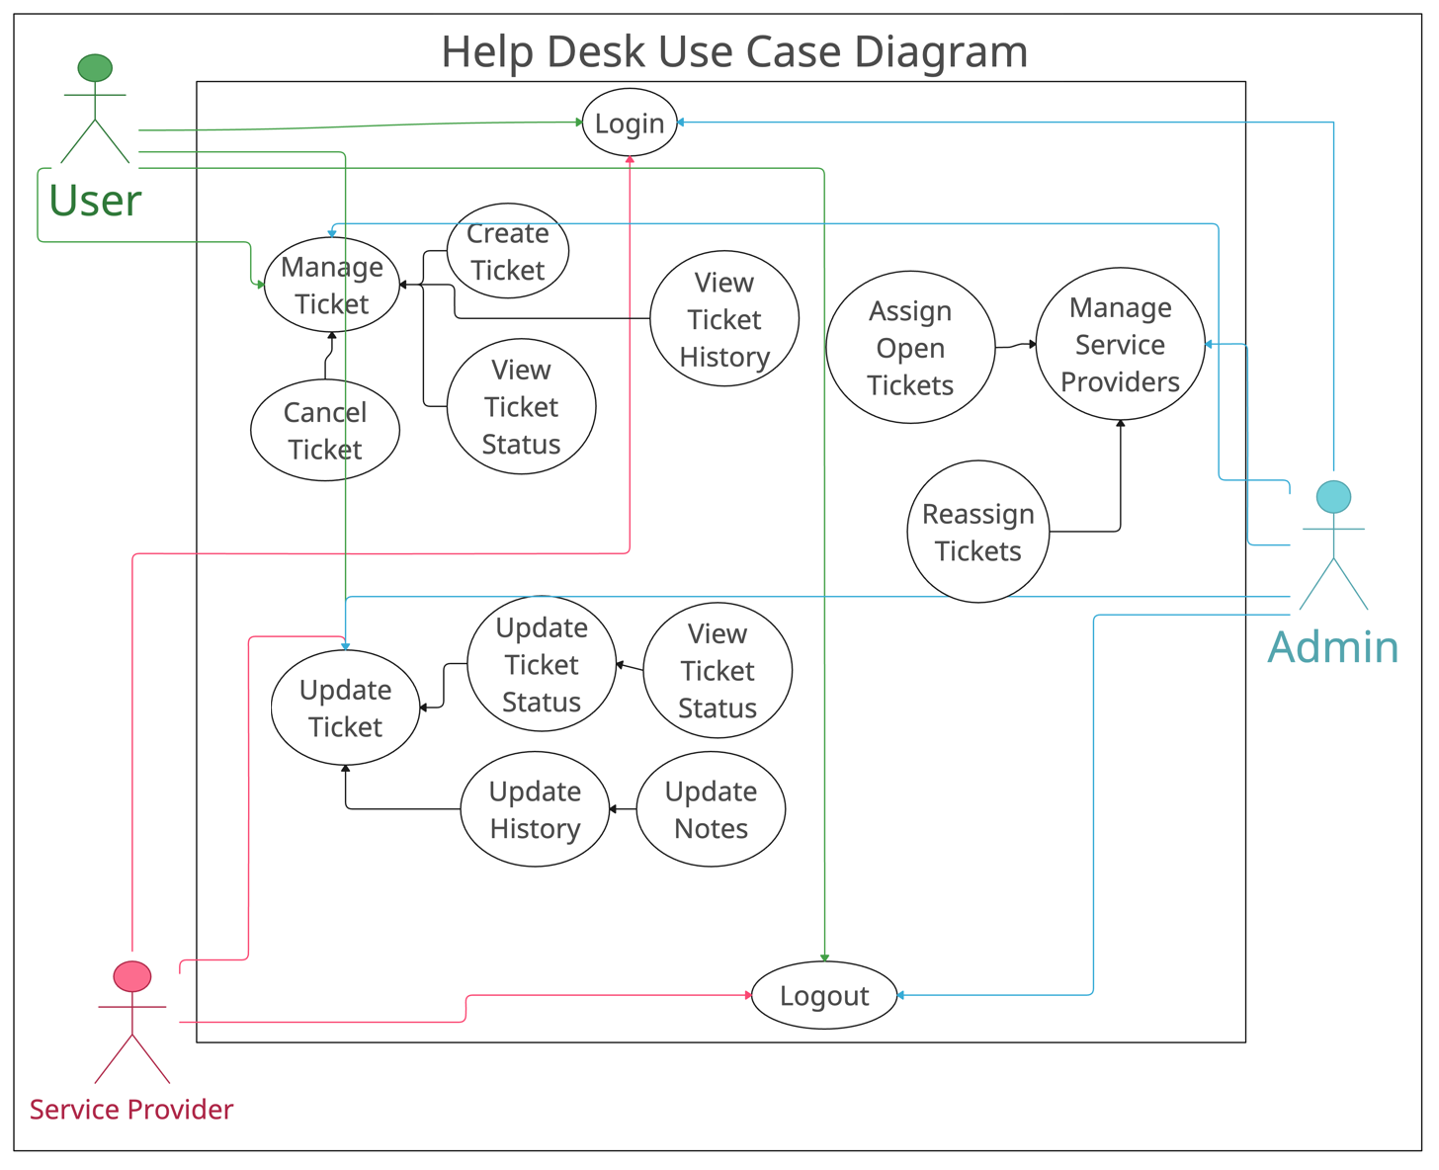 Help Desk Use Case Diagram
User
Login
Create
Ticket
Manage
Ticket
View
Ticket
History
Assign
Open
Tickets
Manage
Service
Providers
Cancel
Ticket
View
Ticket
Status
Reassign
Tickets
Admin
Update
Ticket
Update
Ticket
Status
View
Ticket
Status
Update
History
Update
Notes
Logout
Service Provider